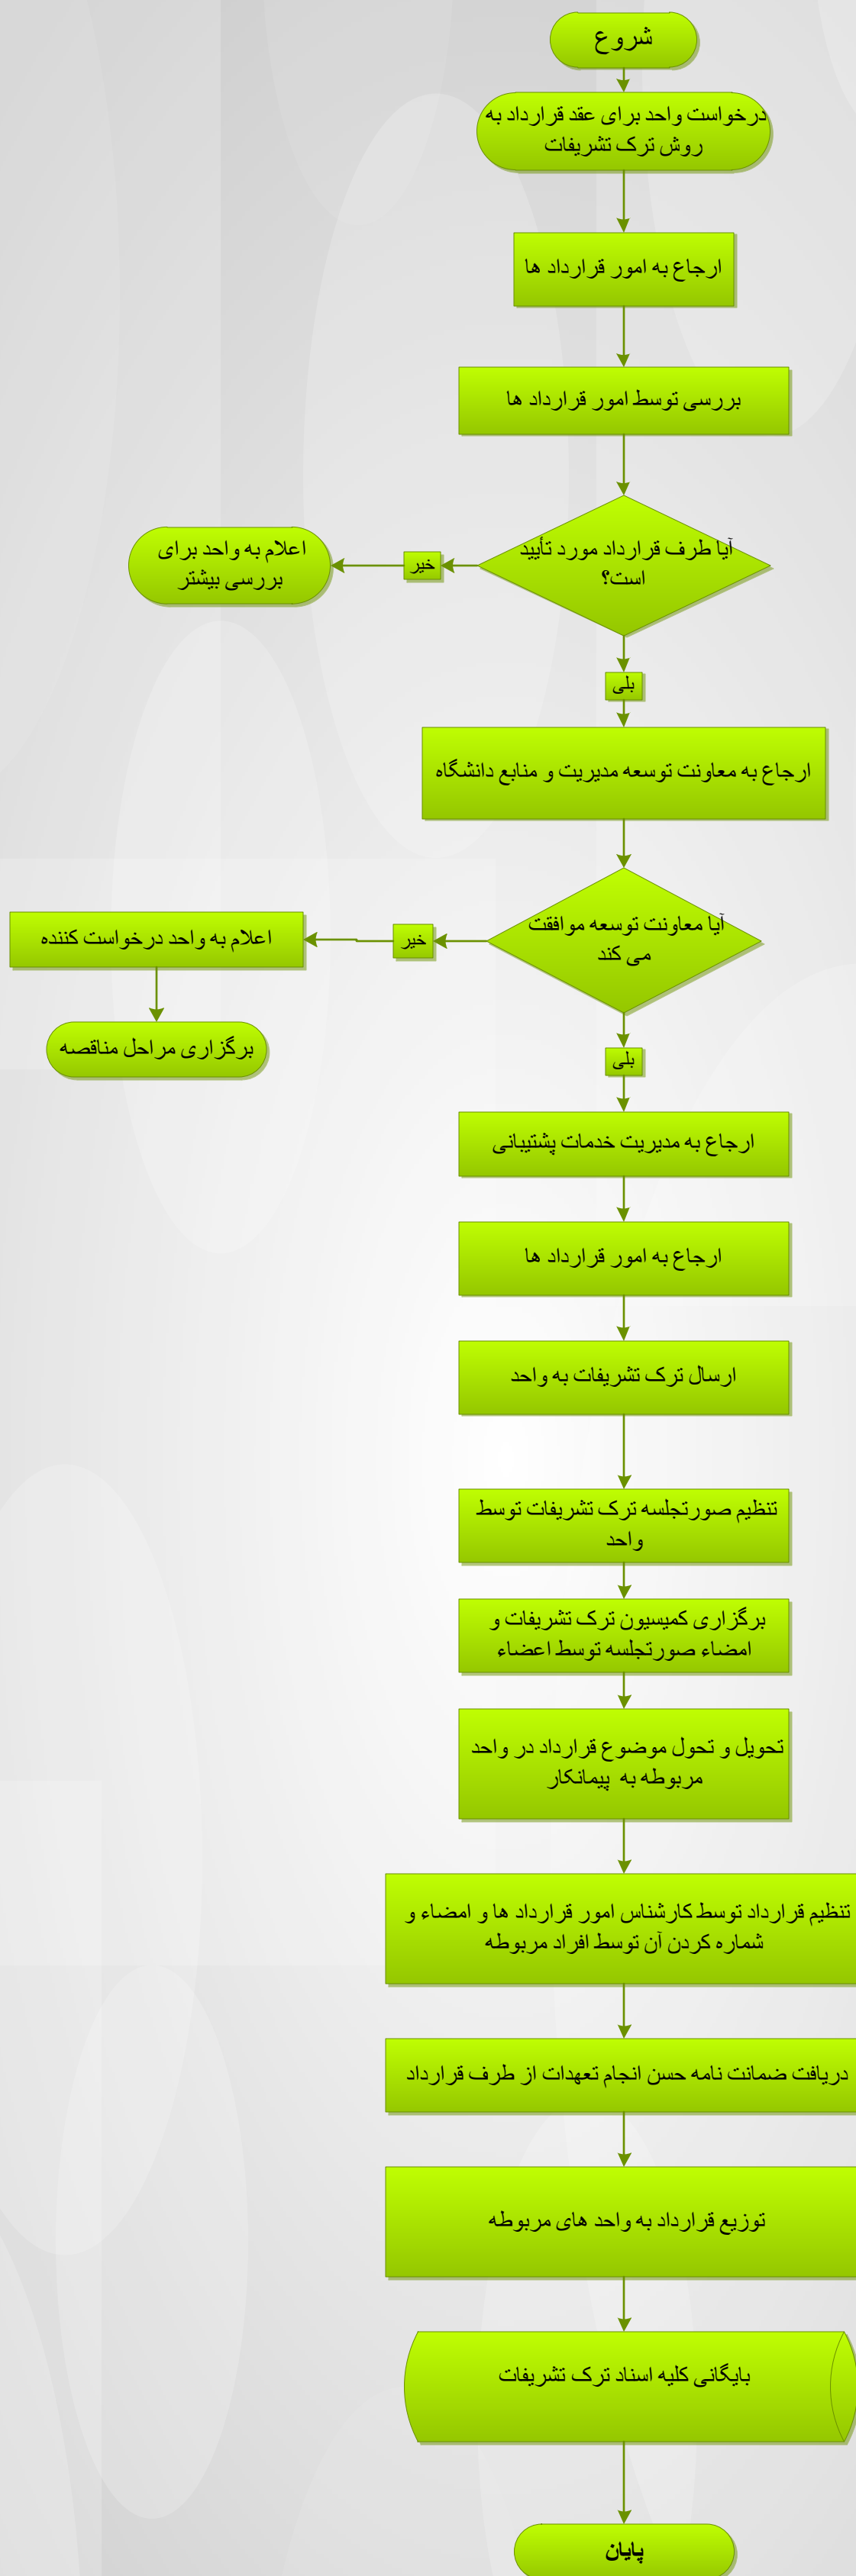 شروع
درخواست واحد برای عقد قرارداد به
روش ترک تشریفات
ارجاع به امور قرارداد ها
بررسی توسط امور قرارداد ها
آیا طرف قرارداد مورد تأیید
است؟
خیر
اعلام به واحد برای
بررسی بیشتر
بلی
ارجاع به معاونت توسعه مدیریت و منابع دانشگاه
آیا معاونت توسعه موافقت
می کند
خیر
اعلام به واحد درخواست کننده
برگزاری مراحل مناقصه
بلی
ارجاع به مدیریت خدمات پشتیبانی
ارجاع به امور قرارداد ها
ارسال ترک تشریفات به واحد
تنظیم صورتجلسه ترک تشریفات توسط
واحد
برگزاری کمیسیون ترک تشریفات و
امضاء صورتجلسه توسط اعضاء
تحویل و تحول موضوع قرارداد در واحد
مربوطه به پیمانکار
تنظیم قرارداد توسط کارشناس امور قرارداد ها و امضاء و
شماره کردن آن توسط افراد مربوطه
دریافت ضمانت نامه حسن انجام تعهدات از طرف قرارداد
توزیع قرارداد به واحد های مربوطه
بایگانی کلیه اسناد ترک تشریفات
پایان